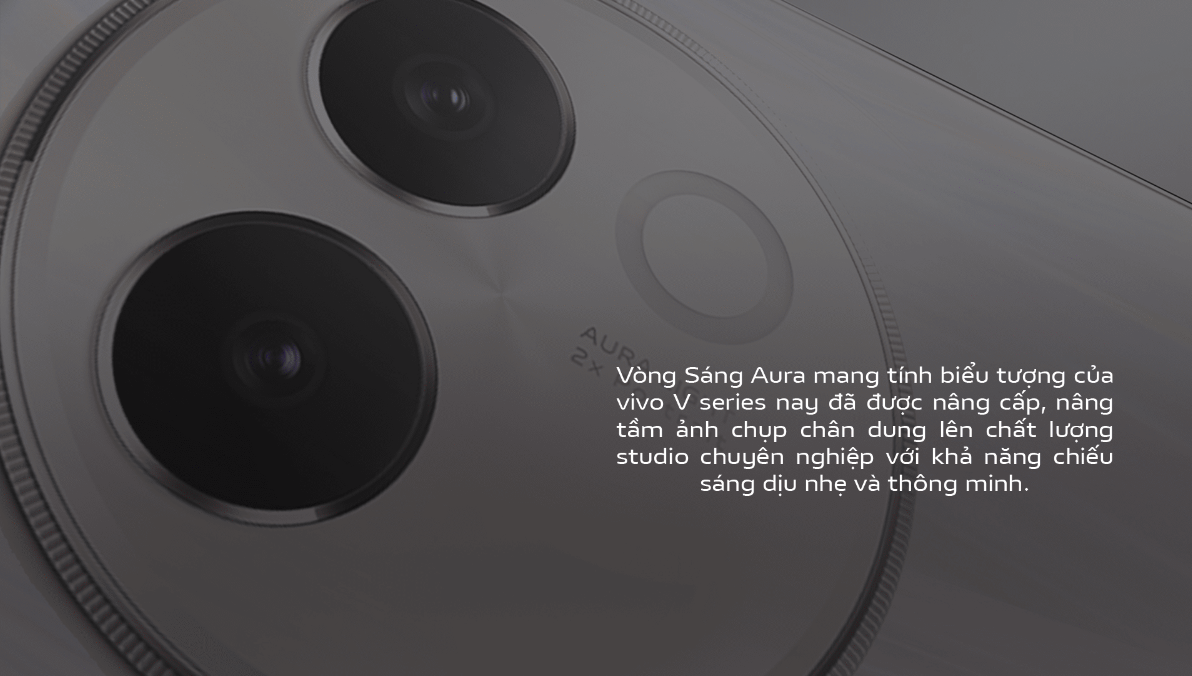 AURA
2x
Vòng Sáng Aura mang tính biểu tượng của
vivo V series nay đã được nâng cấp, nâng
tầm ảnh chụp chân dung lên chất lượng
studio chuyên nghiệp với khả năng chiếu
sáng dịu nhẹ và thông minh.